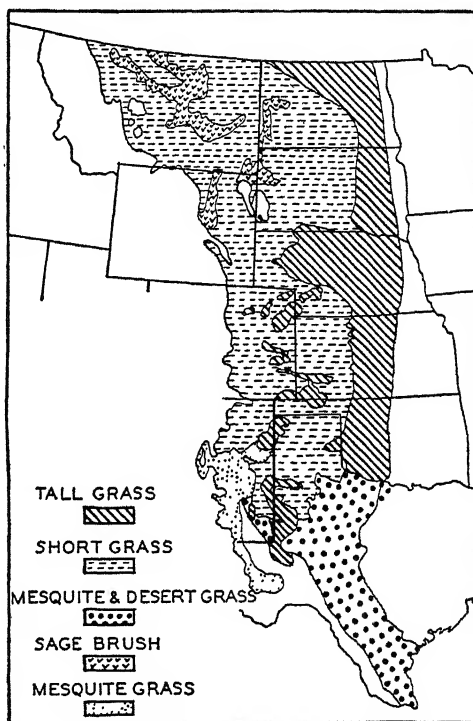 TALL GRASS
SHORT GRASS
MESQUITE & DESERT GRASS
SAGE BRUSH
MESQUITE GRASS